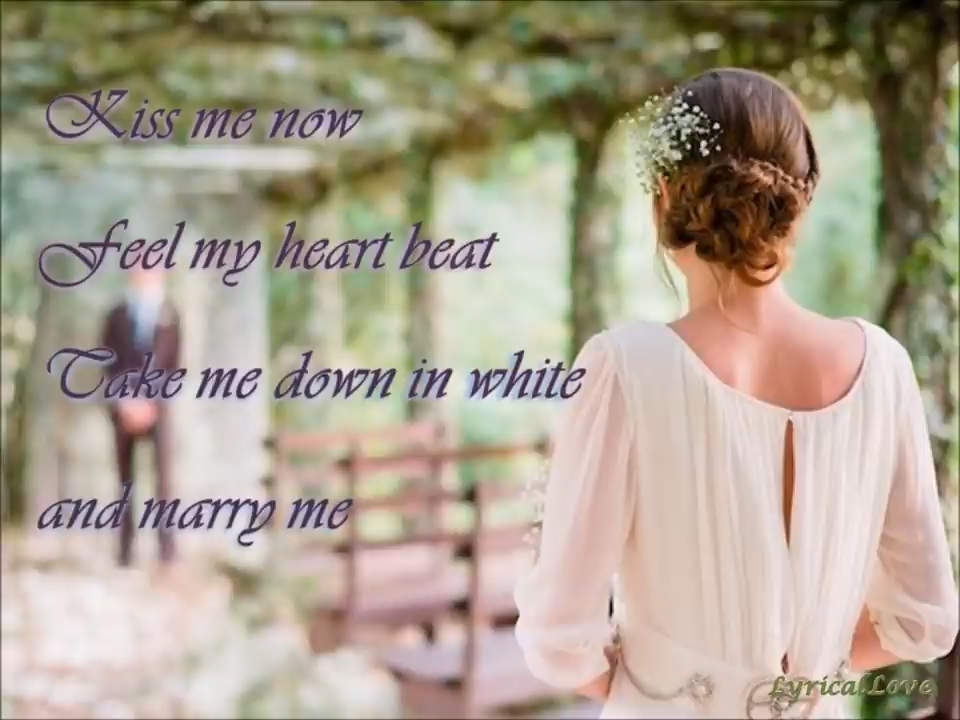 Kiss me now
Feel my heart beat
Take me down in white
and marry me
LyricalLove